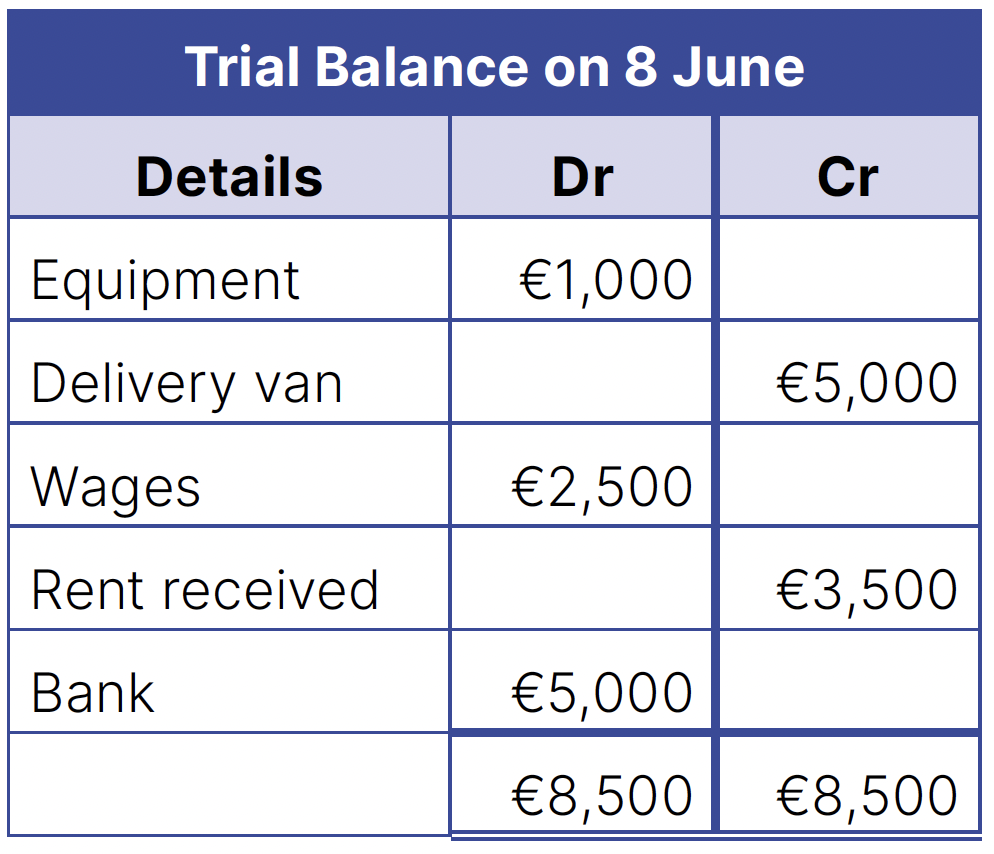 Trial Balance on 8 June
Details Dr Cr
Equipment €1,000
Delivery van €5,000
Wages €2,500
Rent received €3,500
Bank €5,000
€8,500 €8,500